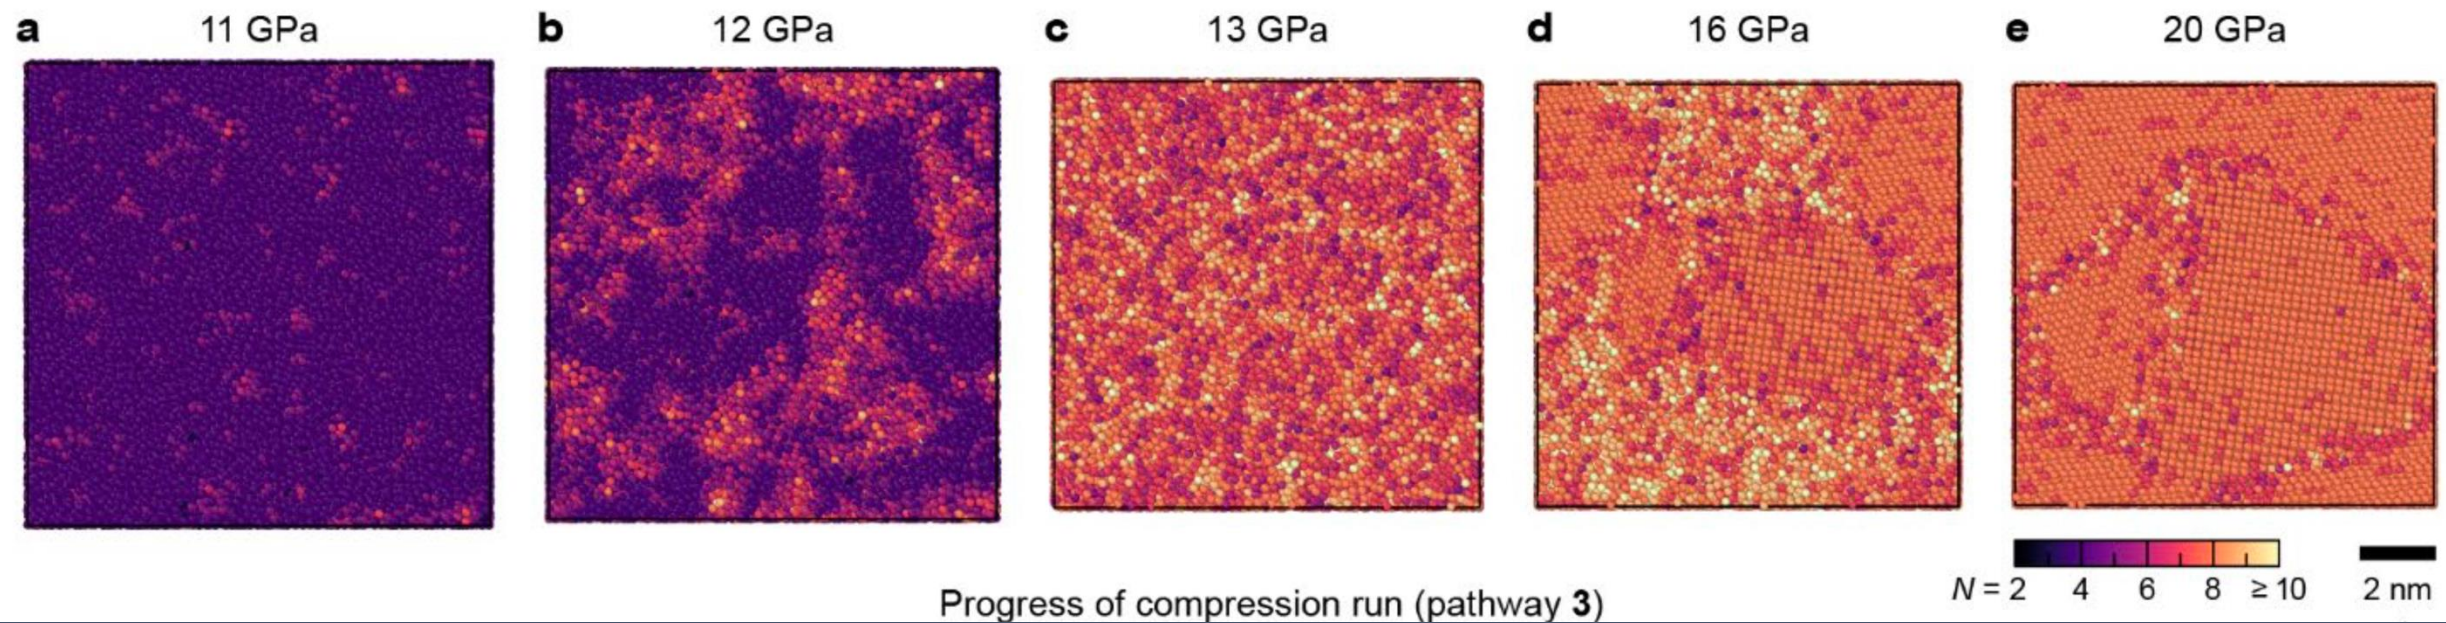 a 11 GPa
b 12 GPa
c 13 GPa
d 16 GPa
e 20 GPa
N = 2 4 6 8 ≥ 10
2 nm
Progress of compression run (pathway 3)